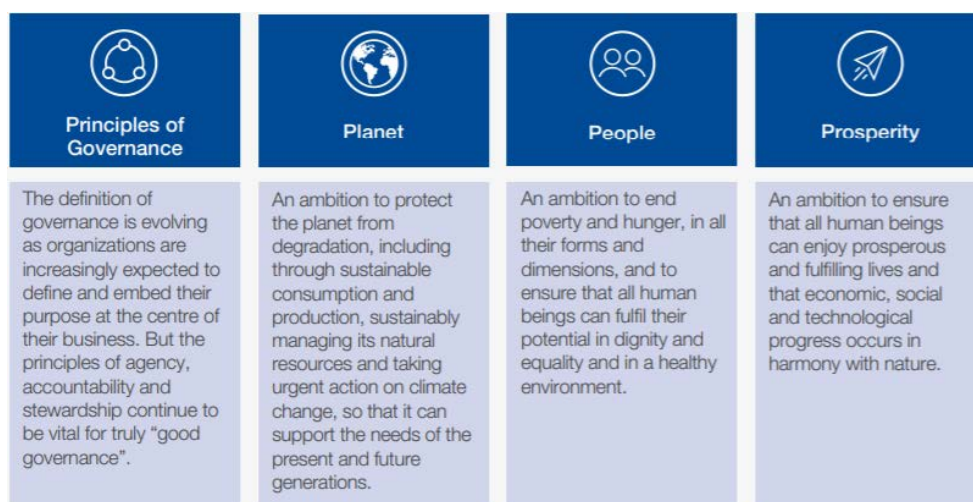 Principles of
Governance
The definition of
governance is evolving
as organizations are
increasingly expected to
define and embed their
purpose at the centre of
their business. But the
principles of agency,
accountability and
stewardship continue to
be vital for truly “good
governance”.
Planet
An ambition to protect
the planet from
degradation, including
through sustainable
consumption and
production, sustainably
managing its natural
resources and taking
urgent action on climate
change, so that it can
support the needs of the
present and future
generations.
People
An ambition to end
poverty and hunger, in all
their forms and
dimensions, and to
ensure that all human
beings can fulfil their
potential in dignity and
equality and in a healthy
environment.
Prosperity
An ambition to ensure
that all human beings
can enjoy prosperous
and fulfilling lives and
that economic, social
and technological
progress occurs in
harmony with nature.